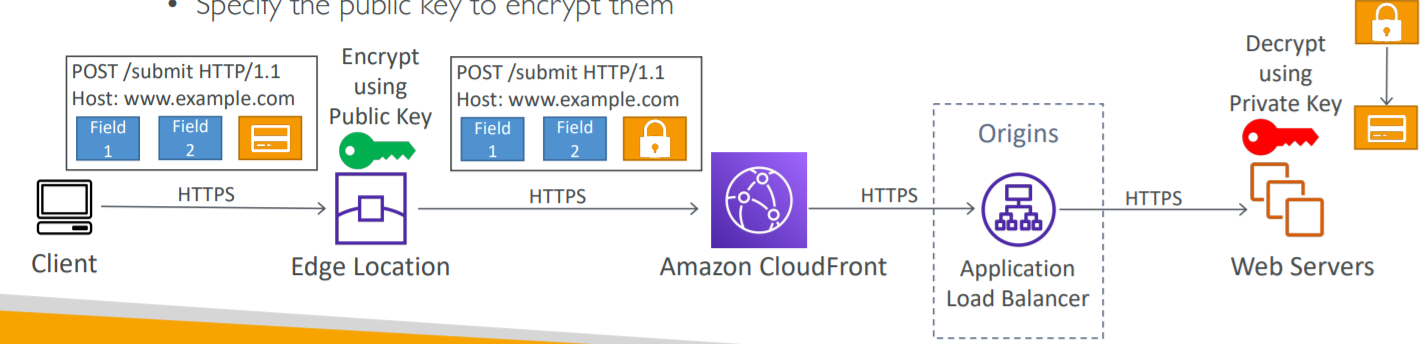 • Specify the public key to encrypt them
POST /submit HTTP/1.1
Host: www.example.com
Field
1
Field
2
Encrypt
using
Public Key
POST /submit HTTP/1.1
Host: www.example.com
Field
1
Field
2
Decrypt
using
Private Key
Origins
HTTPS
HTTPS
HTTPS
HTTPS
Client
Edge Location
Amazon CloudFront
Application
Load Balancer
Web Servers